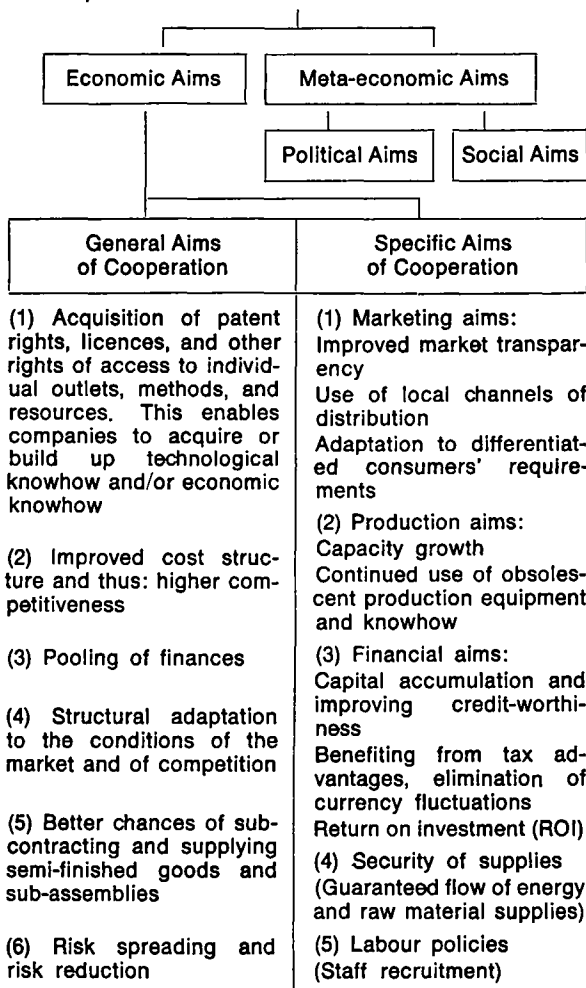 Economic Aims
Meta-economic Aims
Political Aims
Social Aims
General Aims
of Cooperation
(1) Acquisition of patent
rights, licences, and other
rights of access to individ-
ual outlets, methods, and
resources. This enables
companies to acquire or
build up technological
knowhow and/or economic
knowhow
(2) Improved cost struc-
ture and thus: higher com-
petitiveness
(3) Pooling of finances
(4) Structural adaptation
to the conditions of the
market and of competition
(5) Better chances of sub-
contracting and supplying
semi-finished goods and
sub-assemblies
(6) Risk spreading and
risk reduction
Specific Aims
of Cooperation
(1) Marketing aims:
Improved market transpar-
ency
Use of local channels of
distribution
Adaptation to differentiat-
ed consumers' require-
ments
(2) Production aims:
Capacity growth
Continued use of obsoles-
cent production equipment
and knowhow
(3) Financial aims:
Capital accumulation and
improving credit-worthi-
ness
Benefiting from tax ad-
vantages, elimination of
currency fluctuations
Return on investment (ROI)
(4) Security of supplies
(Guaranteed flow of energy
and raw material supplies)
(5) Labour policies
(Staff recruitment)